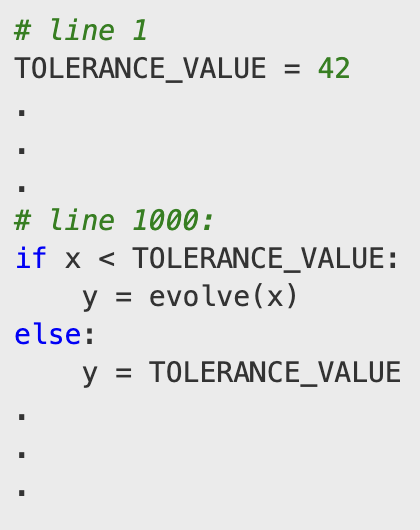 # line 1
TOLERANCE_VALUE = 42
.
.
.
# line 1000:
if x < TOLERANCE_VALUE:
    y = evolve(x)
else:
    y = TOLERANCE_VALUE
.
.
.